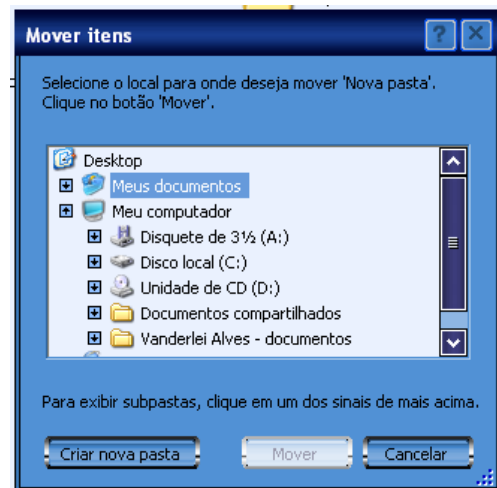 Mover itens
Selecione o local para onde deseja mover 'Nova pasta'.
Clique no botão 'Mover'.
Desktop
Meus documentos
Meu computador
Disquete de 3½ (A:)
Disco local (C:)
Unidade de CD (D:)
Documentos compartilhados
Vanderlei Alves - documentos
Para exibir subpastas, clique em um dos sinais de mais acima.
Criar nova pasta Mover Cancelar